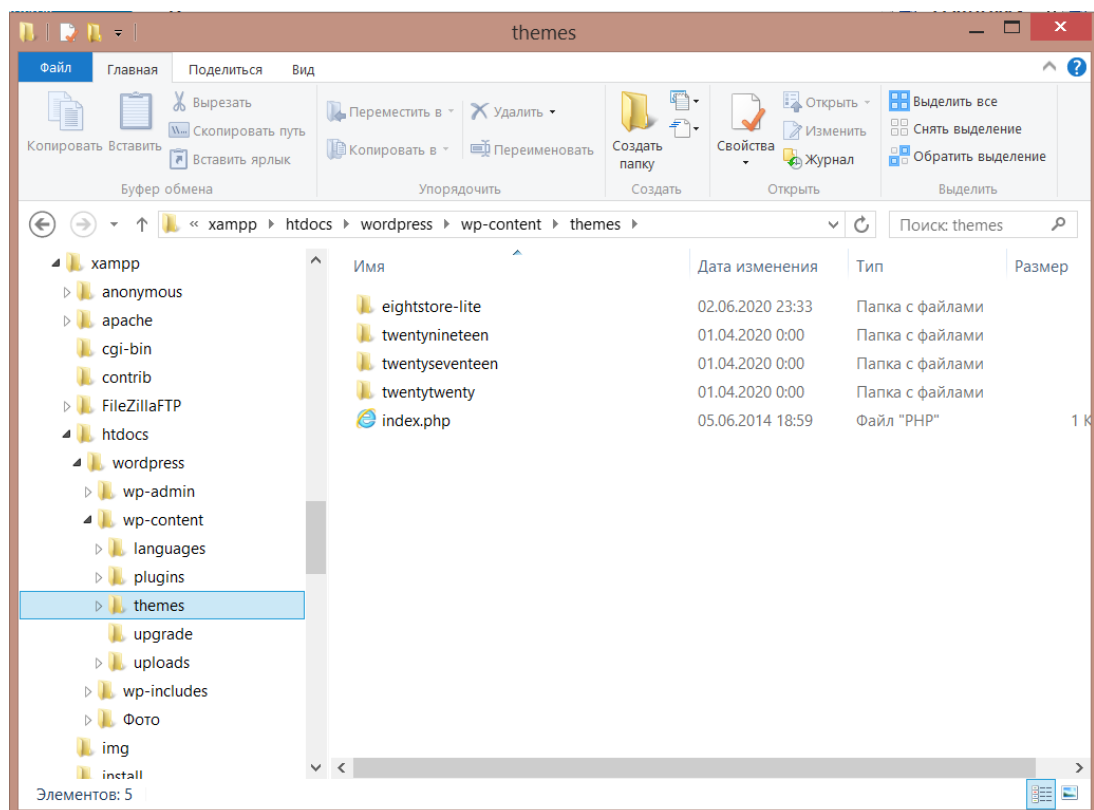 themes
Файл Главная Поделиться Вид
Копировать Вставить Вырезать Скопировать путь Вставить ярлык
Буфер обмена
Переместить в Копировать в Удалить Переименовать
Упорядочить
Создать папку
Создать
Свойства Открыть Изменить Журнал
Открыть
Выделить все
Снять выделение
Обратить выделение
Выделить
« xampp htdocs wordpress wp-content themes Поиск: themes
xampp
anonymous
apache
cgi-bin
contrib
FileZillaFTP
htdocs
wordpress
wp-admin
wp-content
languages
plugins
themes
upgrade
uploads
wp-includes
Фото
img
install
Имя Дата изменения Тип Размер
eightstore-lite 02.06.2020 23:33 Папка с файлами
twentynineteen 01.04.2020 0:00 Папка с файлами
twentyseventeen 01.04.2020 0:00 Папка с файлами
twentytwenty 01.04.2020 0:00 Папка с файлами
index.php 05.06.2014 18:59 Файл "PHP" 1 К
Элементов: 5